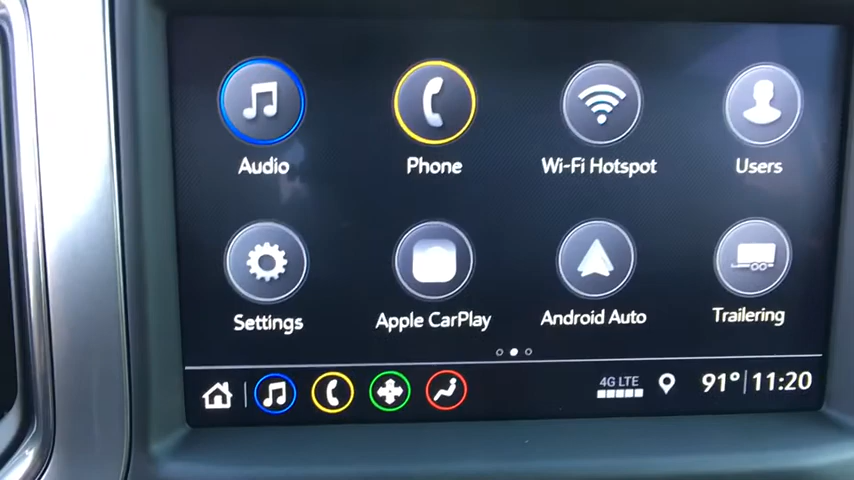 Audio Phone Wi-Fi Hotspot Users
Settings Apple CarPlay Android Auto Trailering
4G LTE 91° 11:20